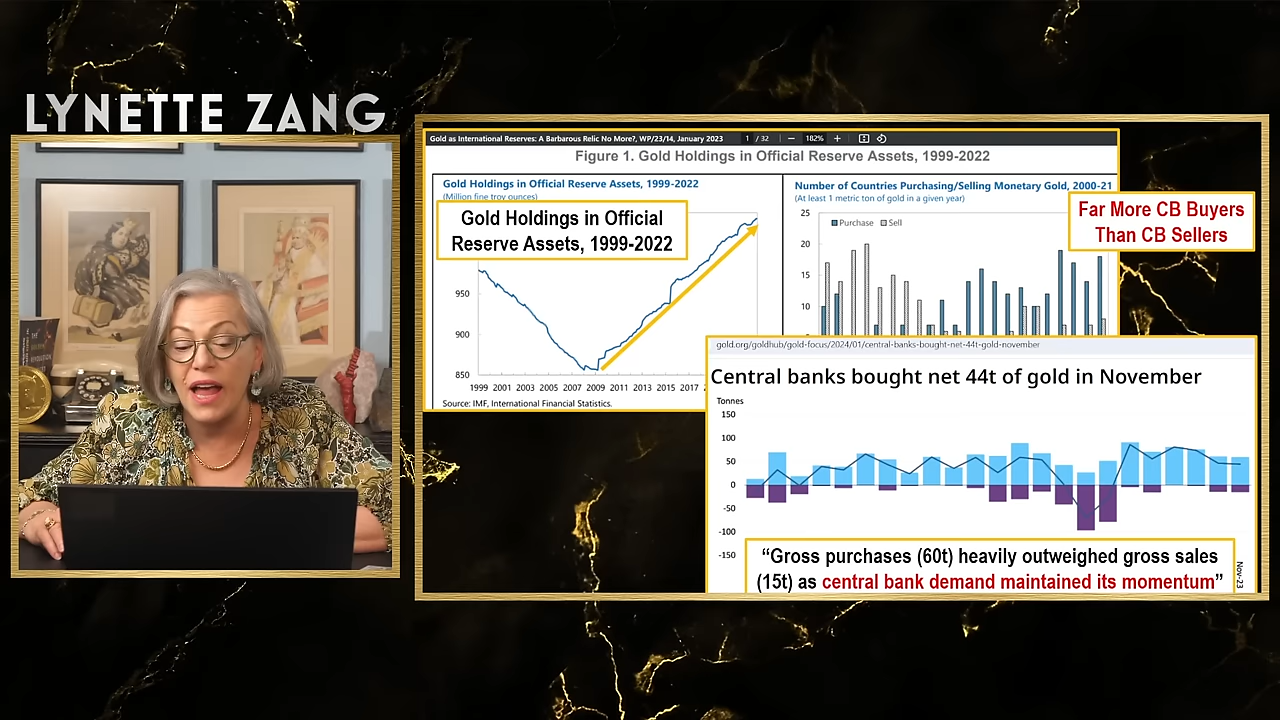 LYNETTE ZANG
Gold as International Reserves: A Barbarous Relic No More?, WP/23/14, January 2023
1 / 32
182%
Figure 1. Gold Holdings in Official Reserve Assets, 1999-2022
Gold Holdings in Official Reserve Assets, 1999-2022
(Million fine troy ounces)
Gold Holdings in Official
Reserve Assets, 1999-2022
950
900
850
1999 2001 2003 2005 2007 2009 2011 2013 2015 2017
Source: IMF, International Financial Statistics.
Number of Countries Purchasing/Selling Monetary Gold, 2000-21
(At least 1 metric ton of gold in a given year)
Far More CB Buyers
Than CB Sellers
25
Purchase Sell
20
15
10
gold.org/goldhub/gold-focus/2024/01/central-banks-bought-net-44t-gold-november
Central banks bought net 44t of gold in November
Tonnes
150
100
50
0
-50
-100
-150
“Gross purchases (60t) heavily outweighed gross sales
(15t) as central bank demand maintained its momentum”
Nov-23